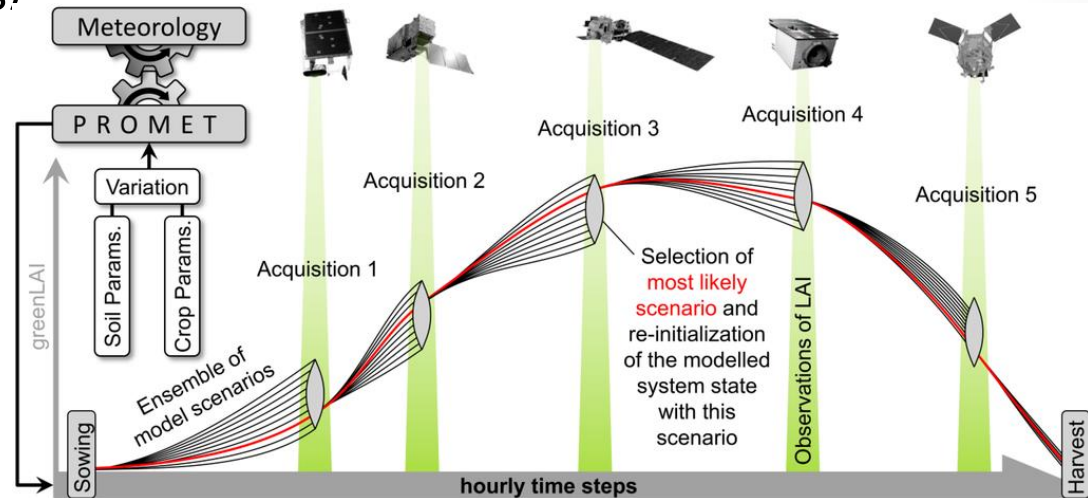 Meteorology
PROMET
Variation
Soil Params.
Crop Params.
greenLAI
Sowing
Ensemble of
model scenarios
Acquisition 1
Acquisition 2
Acquisition 3
Acquisition 4
Acquisition 5
Selection of
most likely
scenario and
re-initialization
of the modelled
system state
with this
scenario
Observations of LAI
Harvest
hourly time steps